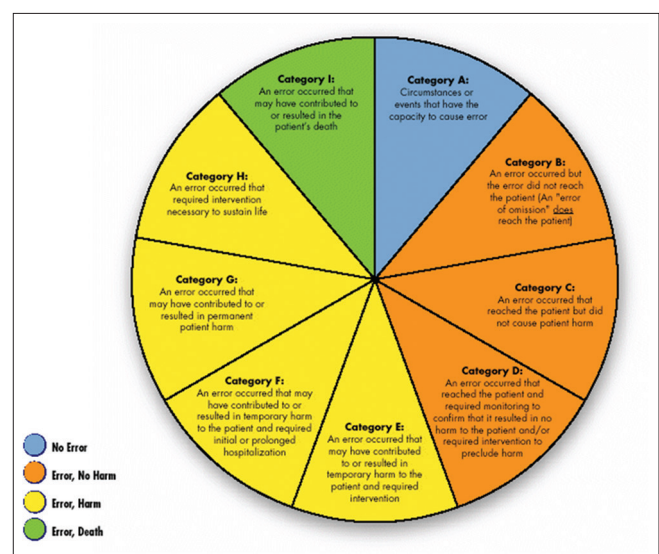 Category I:
An error occurred that
may have contributed to
or resulted in the
patient's death
Category A:
Circumstances or
events that have the
capacity to cause error
Category B:
An error occurred but
the error did not reach
the patient (An "error
of omission" does
reach the patient)
Category C:
An error occurred that
reached the patient but did
not cause patient harm
Category D:
An error occurred that
reached the patient and
required monitoring to
confirm that it resulted in no
harm to the patient and/or
required intervention to
preclude harm
Category E:
An error occurred that
may have contributed
to or resulted in
temporary harm to the
patient and required
intervention
Category F:
An error occurred that may
have contributed to or
resulted in temporary harm
to the patient and required
initial or prolonged
hospitalization
Category G:
An error occurred that
may have contributed to or
resulted in permanent
patient harm
Category H:
An error occurred that
required intervention
necessary to sustain life
No Error
Error, No Harm
Error, Harm
Error, Death